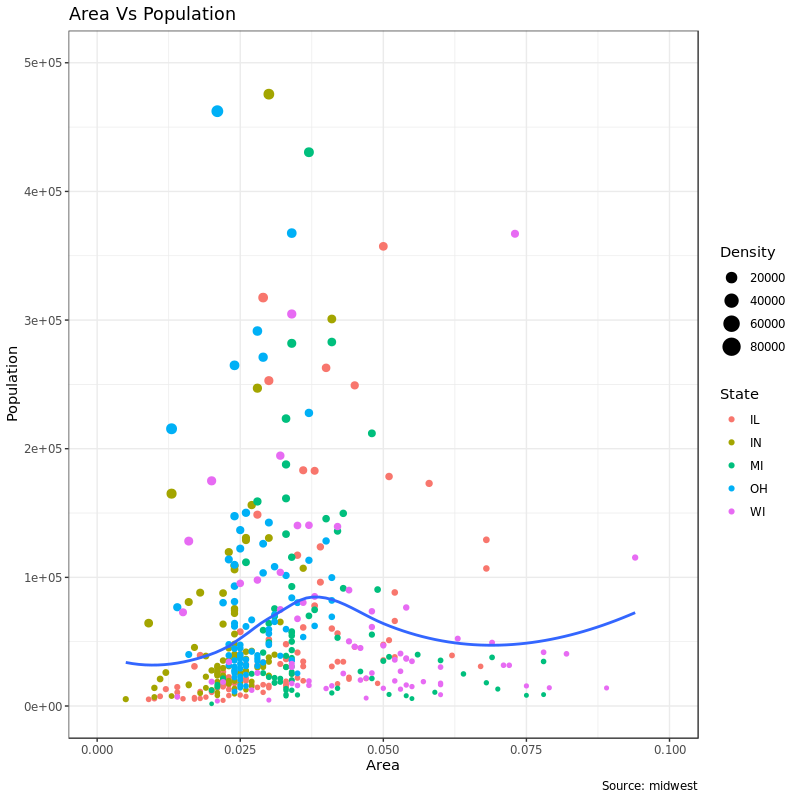 Area Vs Population
5e+05
4e+05
3e+05
2e+05
1e+05
0e+00
Population
0.000 0.025 0.050 0.075 0.100
Area
Density
20000
40000
60000
80000
State
IL
IN
MI
OH
WI
Source: midwest